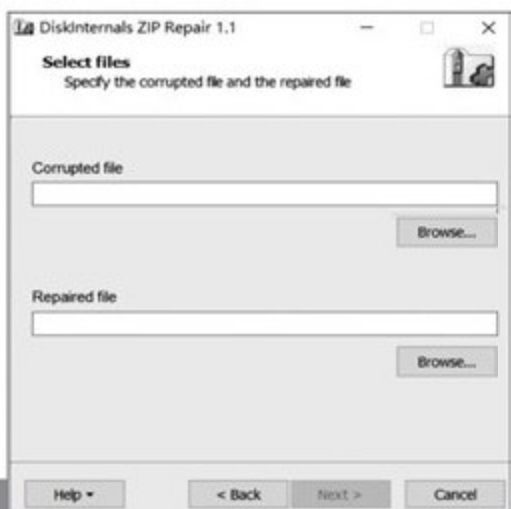 DiskInternals ZIP Repair 1.1
Select files
Specify the corrupted file and the repaired file
Corrupted file
Browse...
Repaired file
Browse...
Help
< Back
Next >
Cancel